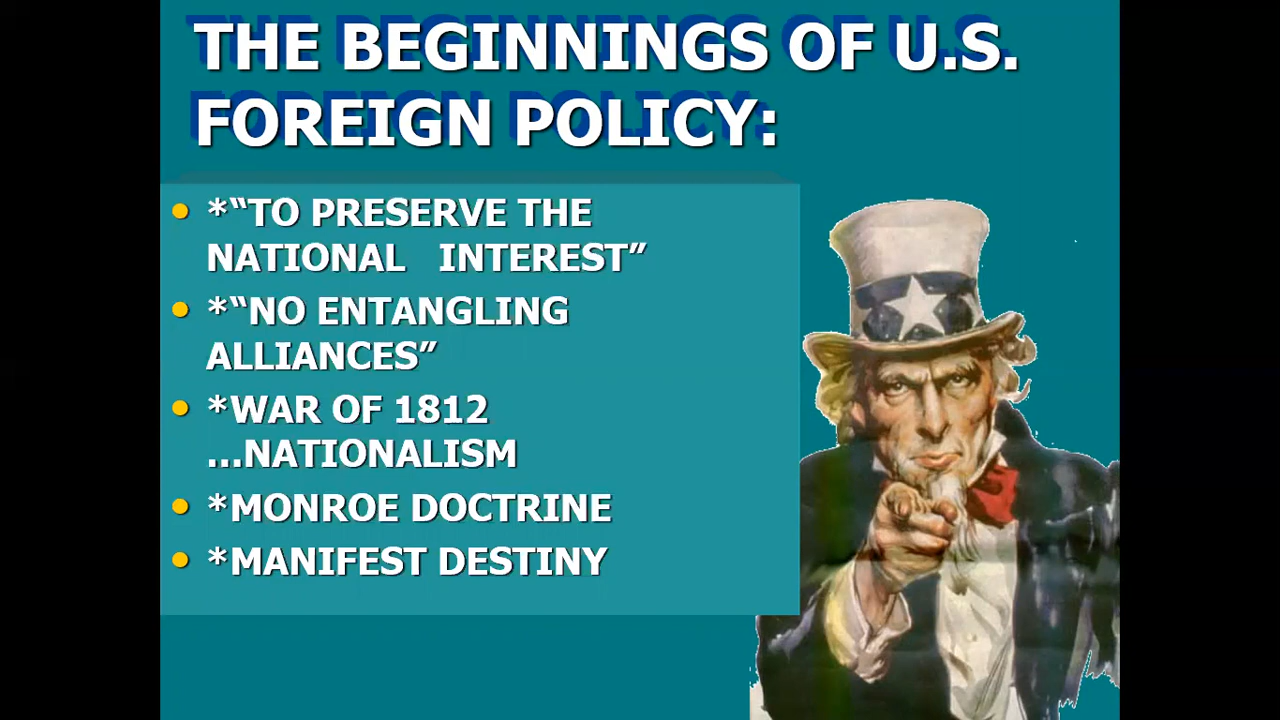 THE BEGINNINGS OF U.S.
FOREIGN POLICY:
• *“TO PRESERVE THE
NATIONAL INTEREST”
• *“NO ENTANGLING
ALLIANCES”
• *WAR OF 1812
…NATIONALISM
• *MONROE DOCTRINE
• *MANIFEST DESTINY